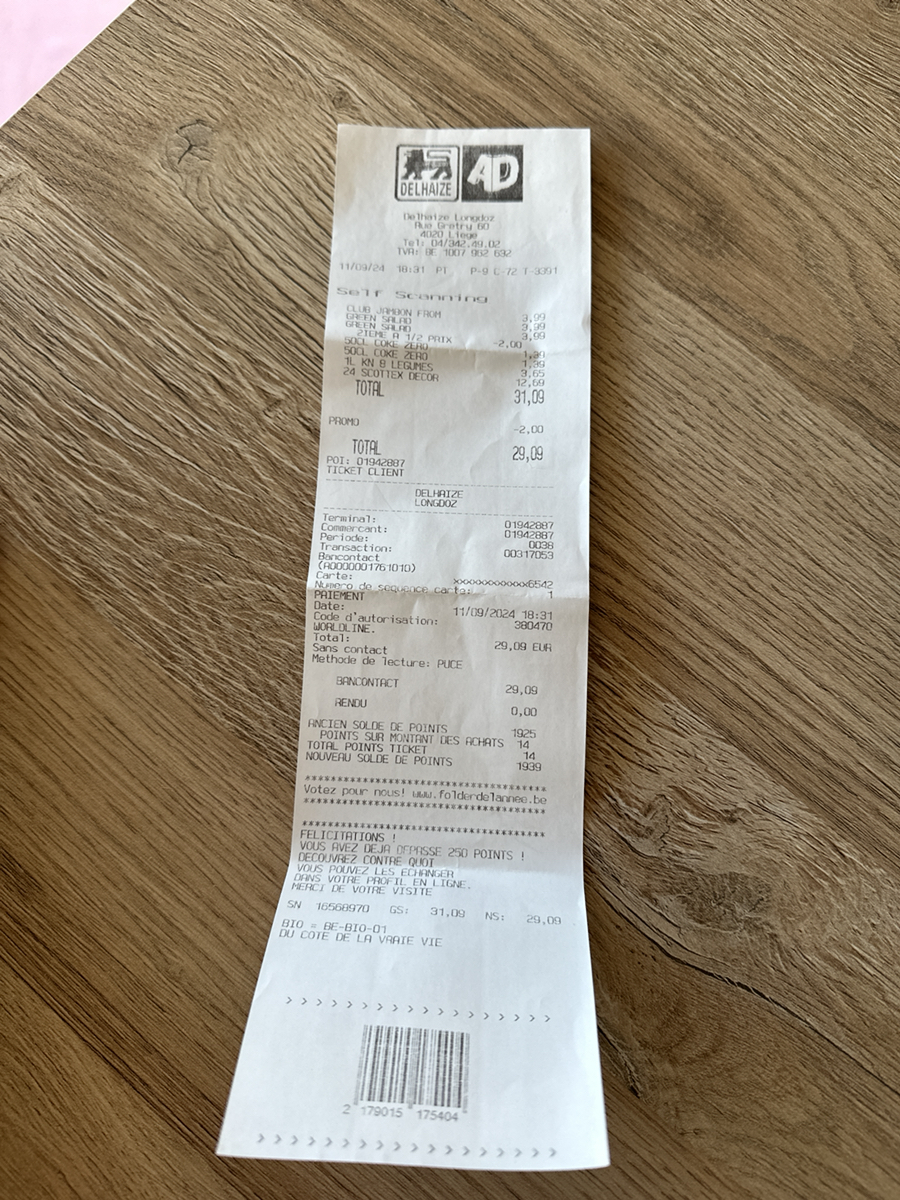 DELHAIZE AD
Delhaize Longdoz
Rue Gretry 60
4020 Liege
Tel: 04/342.49.02
TVA: BE 1007 962 692
11/09/24 18:31 PT P-9 C-72 T-3391
Self Scanning
CLUB JAMBON FROM 3,99
GREEN SALAD 3,99
GREEN SALAD 3,99
2IEME A 1/2 PRIX -2,00
50CL COKE ZERO 1,39
50CL COKE ZERO 1,39
1L KN 8 LEGUMES 3,65
24 SCOTTEX DECOR 12,69
TOTAL 31,09
PROMO -2,00
TOTAL 29,09
POI: 01942887
TICKET CLIENT
DELHAIZE
LONGDOZ
Terminal: 01942887
Commercant: 01942887
Periode: 0038
Transaction: 00317053
Bancontact
(A0000001761010)
Carte: xxxxxxxxxxxx6542
Numero de sequence carte: 1
PAIEMENT
Date: 11/09/2024 18:31
Code d'autorisation: 380470
WORLDLINE.
Total: 29,09 EUR
Sans contact
Methode de lecture: PUCE
BANCONTACT 29,09
RENDU 0,00
ANCIEN SOLDE DE POINTS 1925
POINTS SUR MONTANT DES ACHATS 14
TOTAL POINTS TICKET 14
NOUVEAU SOLDE DE POINTS 1939
****************************************
Votez pour nous! www.folderdelannee.be
****************************************
****************************************
FELICITATIONS !
VOUS AVEZ DEJA DEPASSE 250 POINTS !
DECOUVREZ CONTRE QUOI
VOUS POUVEZ LES ECHANGER
DANS VOTRE PROFIL EN LIGNE.
MERCI DE VOTRE VISITE
SN 16568970 GS: 31,09 NS: 29,09
BIO = BE-BIO-01
DU COTE DE LA VRAIE VIE
> > > > > > > > > > > > > > > >
2 179015 175404
> > > > > > > > > > > > > > > >